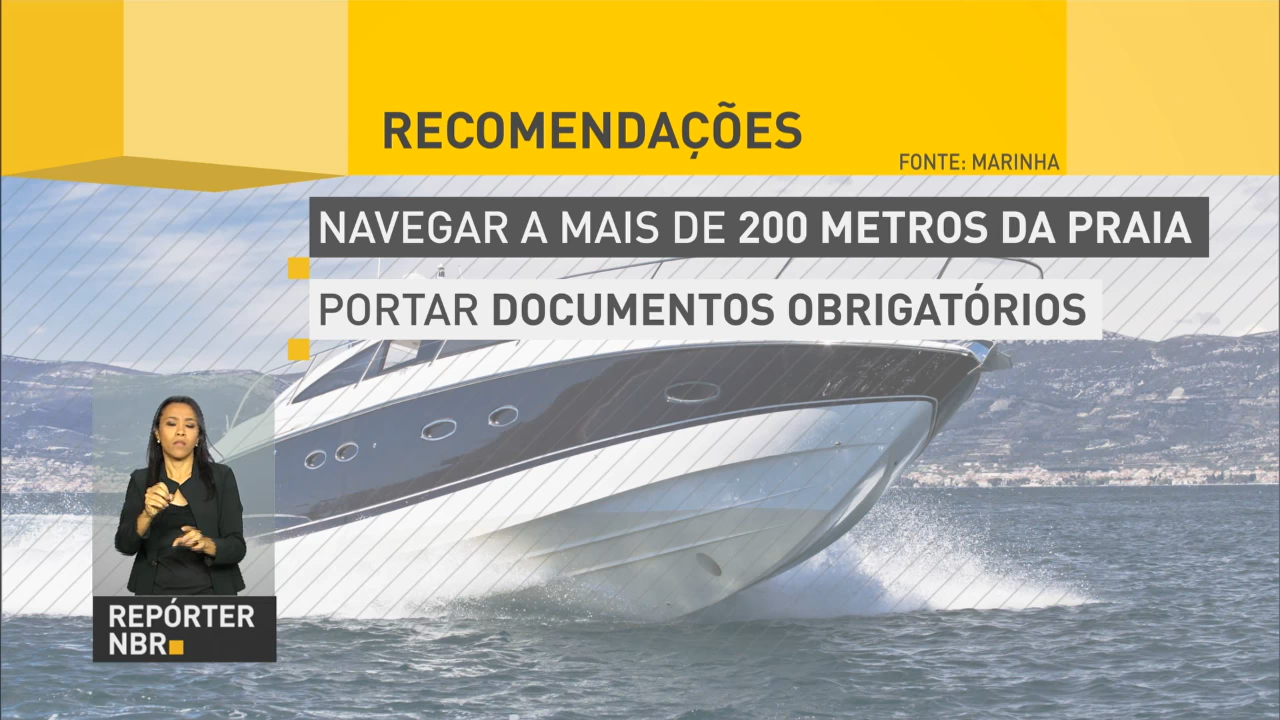 RECOMENDAÇÕES
FONTE: MARINHA
NAVEGAR A MAIS DE 200 METROS DA PRAIA
PORTAR DOCUMENTOS OBRIGATÓRIOS
REPÓRTER
NBR